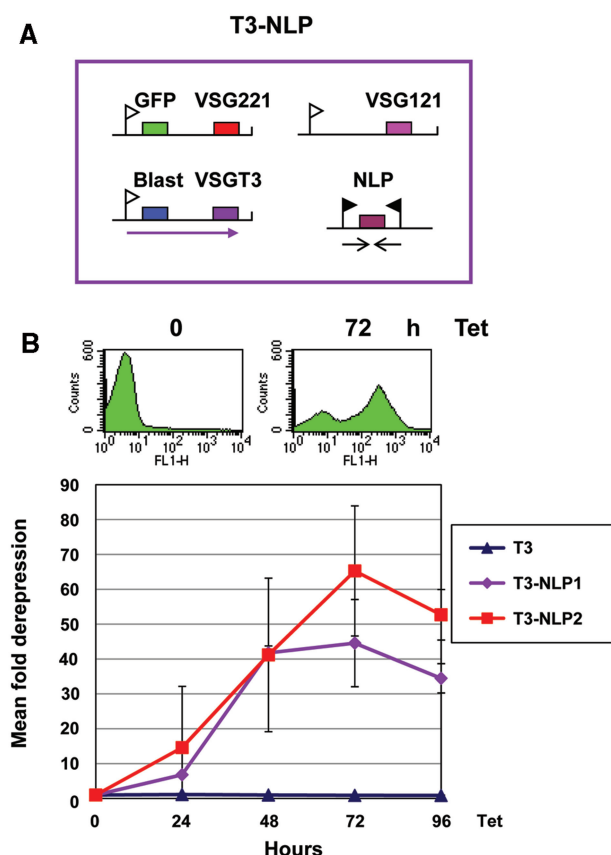 A
T3-NLP
GFP VSG221
VSG121
Blast VSGT3
NLP
B
0 72 h Tet
600
Counts
0
10^0 10^1 10^2 10^3 10^4
FL1-H
600
Counts
0
10^0 10^1 10^2 10^3 10^4
FL1-H
Mean fold derepression
90
80
70
60
50
40
30
20
10
0
0 24 48 72 96 Tet
Hours
T3
T3-NLP1
T3-NLP2